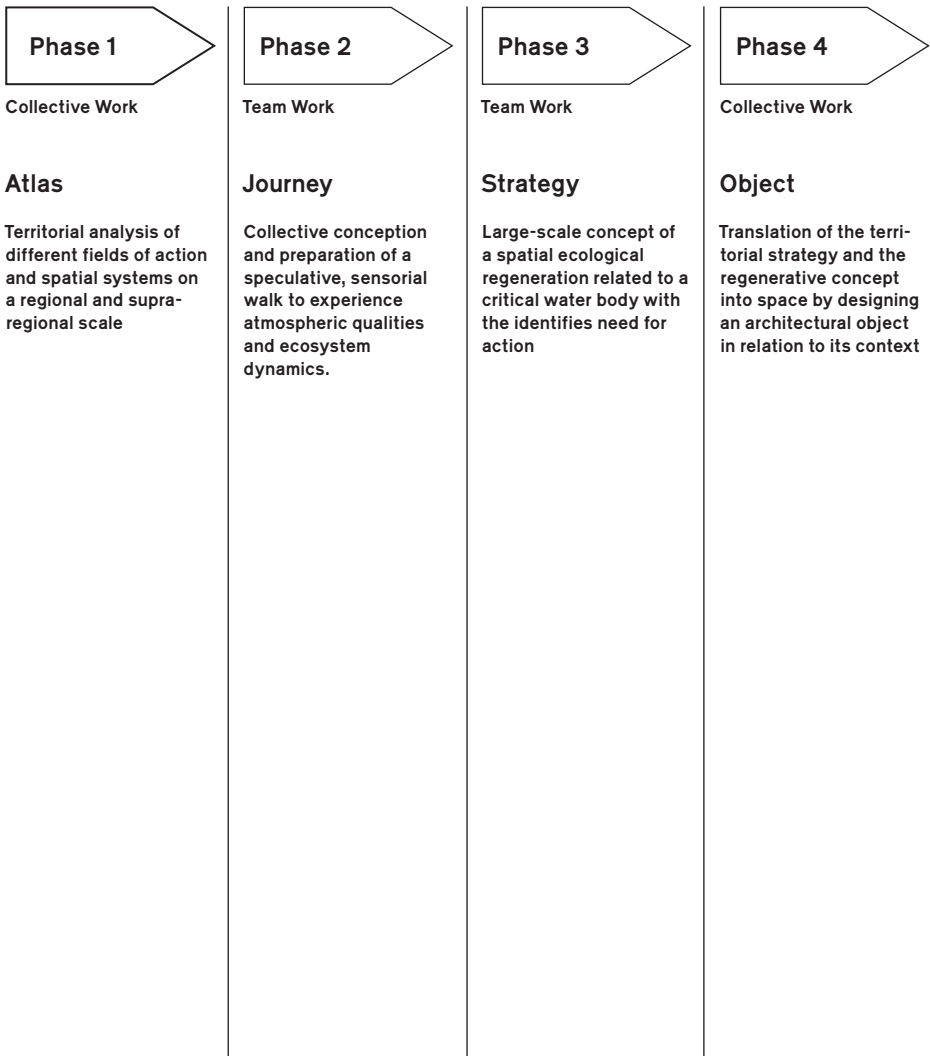 Phase 1
Collective Work
Atlas
Territorial analysis of
different fields of action
and spatial systems on
a regional and supra-
regional scale
Phase 2
Team Work
Journey
Collective conception
and preparation of a
speculative, sensorial
walk to experience
atmospheric qualities
and ecosystem
dynamics.
Phase 3
Team Work
Strategy
Large-scale concept of
a spatial ecological
regeneration related to a
critical water body with
the identifies need for
action
Phase 4
Collective Work
Object
Translation of the terri-
torial strategy and the
regenerative concept
into space by designing
an architectural object
in relation to its context